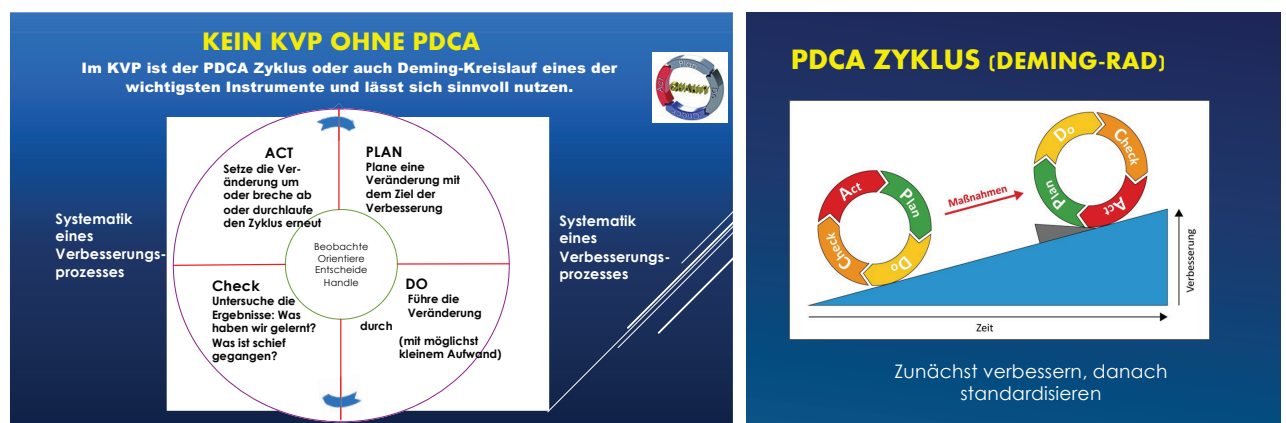 KEIN KVP OHNE PDCA
Im KVP ist der PDCA Zyklus oder auch Deming-Kreislauf eines der
wichtigsten Instrumente und lässt sich sinnvoll nutzen.
Plan
ACT
ACT
Setze die Ver-
änderung um
oder breche ab
oder durchlaufe
den Zyklus erneut
PLAN
Plane eine
Veränderung mit
dem Ziel der
Verbesserung
Systematik
eines
Verbesserungs-
prozesses
Beobachte
Orientiere
Entscheide
Handle
Systematik
eines
Verbesserungs-
prozesses
Check
Untersuche die
Ergebnisse: Was
haben wir gelernt?
Was ist schief
gegangen?
DO
Führe die
Veränderung
durch
(mit möglichst
kleinem Aufwand)
PDCA ZYKLUS (DEMING-RAD)
Act
Plan
Do
Check
Maßnahmen
Do
Check
Act
Plan
Verbesserung
Zeit
Zunächst verbessern, danach
standardisieren